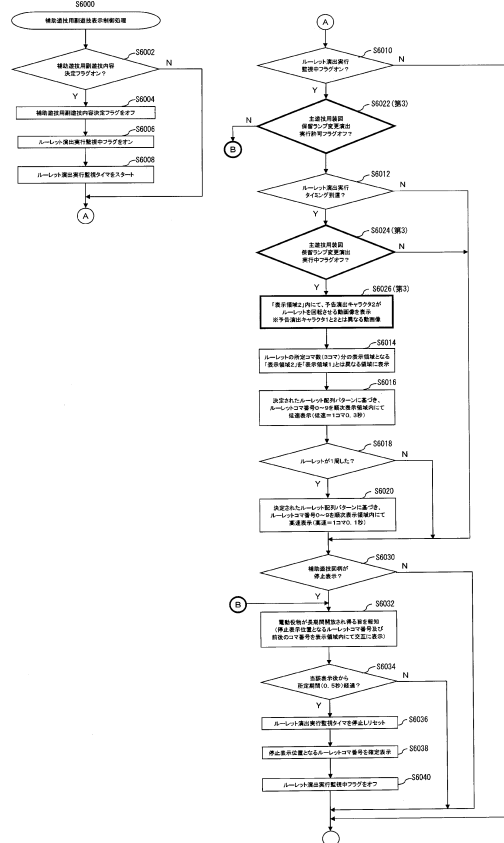 S6000
補助遊技用副遊技表示制御処理
S6002
補助遊技用副遊技内容
決定フラグオン?
N
Y
S6004
補助遊技用副遊技内容決定フラグをオフ
S6006
ルーレット演出実行監視中フラグをオン
S6008
ルーレット演出実行監視タイマをスタート
A
A
S6010
ルーレット演出実行
監視中フラグオン?
N
Y
S6022(第3)
主遊技用装図
保留ランプ変更演出
実行許可フラグオフ?
N
B
Y
S6012
ルーレット演出実行
タイミング到達?
N
Y
S6024(第3)
主遊技用装図
保留ランプ変更演出
実行中フラグオフ?
N
Y
S6026(第3)
「表示領域2」内にて、予告演出キャラクタ2が
ルーレットを回転させる動画像を表示
※予告演出キャラクタ1と2とは異なる動画像
S6014
ルーレットの所定コマ数(3コマ)分の表示領域となる
「表示領域2」を「表示領域1」とは異なる領域に表示
S6016
決定されたルーレット配列パターンに基づき、
ルーレットコマ番号0~9を順次表示領域内にて
低速表示(低速=1コマ0.3秒)
S6018
ルーレットが1周した?
N
Y
S6020
決定されたルーレット配列パターンに基づき、
ルーレットコマ番号0~9を順次表示領域内にて
高速表示(高速=1コマ0.1秒)
S6030
補助遊技図柄が
停止表示?
N
Y
B
S6032
電動役物が長期間開放され得る旨を報知
(停止表示位置となるルーレットコマ番号及び
前後のコマ番号を表示領域内にて交互に表示)
S6034
当該表示後から
所定期間(0.5秒)経過?
N
Y
S6036
ルーレット演出実行監視タイマを停止しリセット
S6038
停止表示位置となるルーレットコマ番号を確定表示
S6040
ルーレット演出実行監視中フラグをオフ